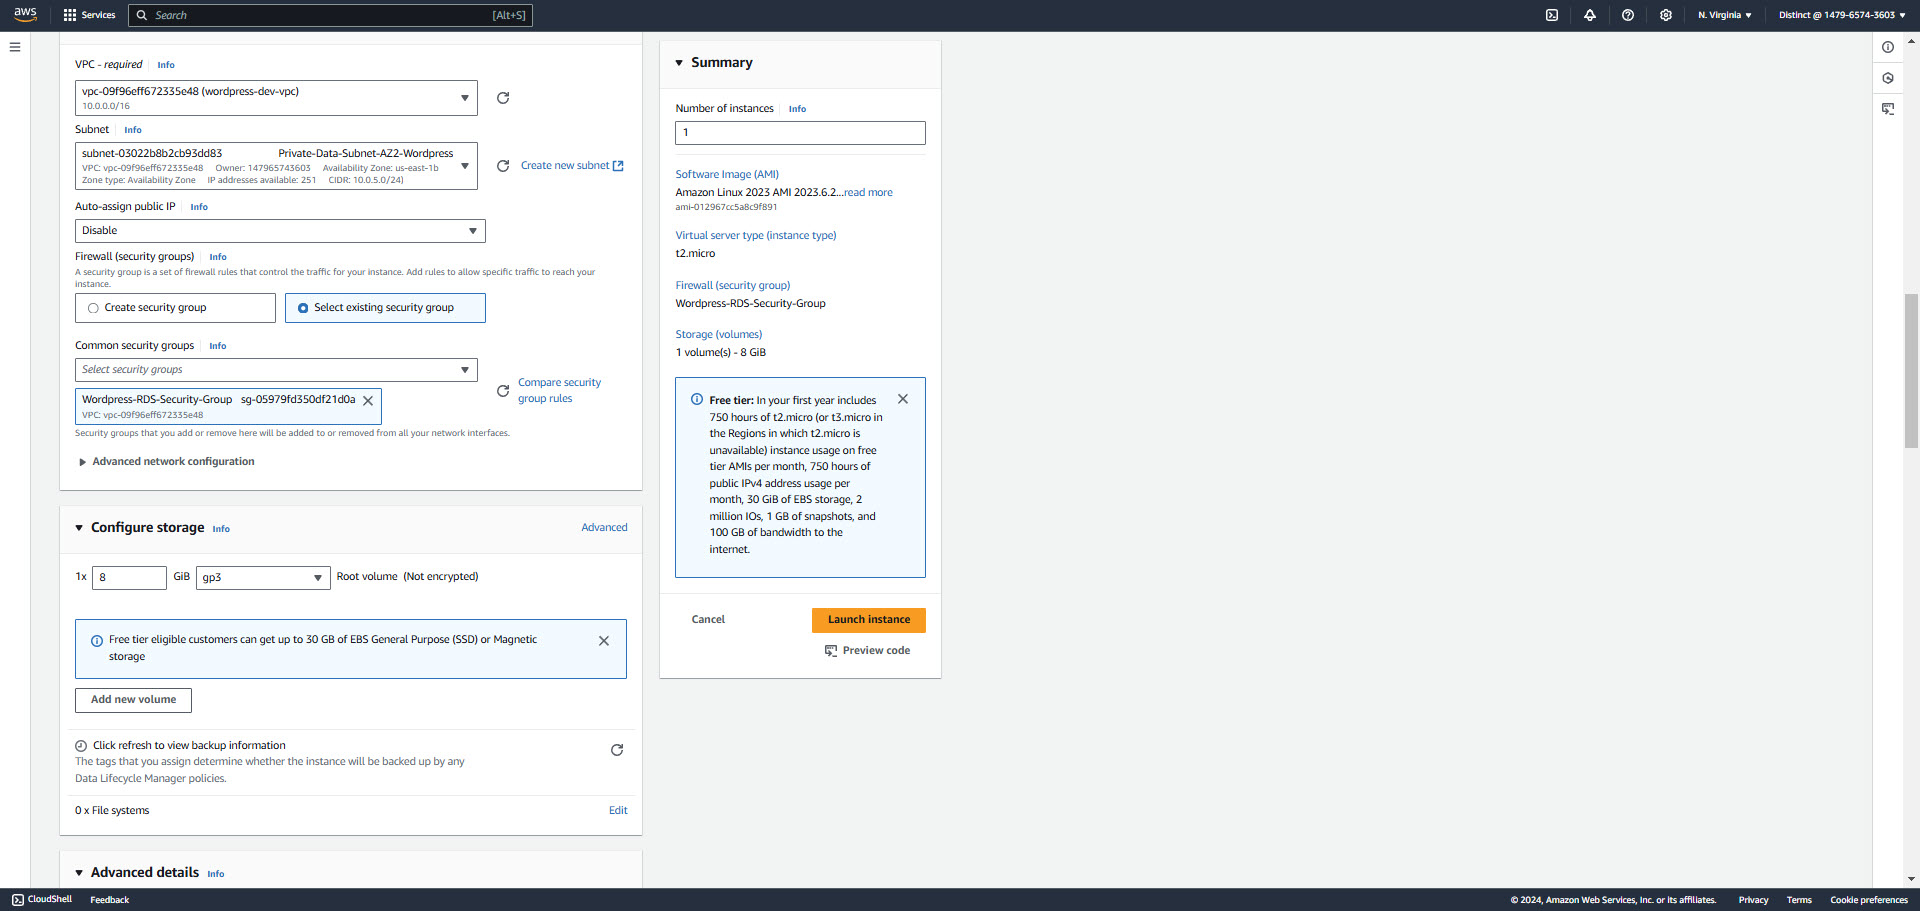 aws
Services
Search
[Alt+S]
N. Virginia
Distinct @ 1479-6574-3603
VPC - required
Info
vpc-09f96eff672335e48 (wordpress-dev-vpc)
10.0.0.0/16
Subnet
Info
subnet-03022b8b2cb93dd83 Private-Data-Subnet-AZ2-Wordpress
VPC: vpc-09f96eff672335e48 Owner: 147965743603 Availability Zone: us-east-1b
Zone type: Availability Zone IP addresses available: 251 CIDR: 10.0.5.0/24)
Create new subnet
Auto-assign public IP
Info
Disable
Firewall (security groups)
Info
A security group is a set of firewall rules that control the traffic for your instance. Add rules to allow specific traffic to reach your
instance.
Create security group
Select existing security group
Common security groups
Info
Select security groups
Wordpress-RDS-Security-Group sg-05979fd350df21d0a
VPC: vpc-09f96eff672335e48
Compare security
group rules
Security groups that you add or remove here will be added to or removed from all your network interfaces.
Advanced network configuration
Configure storage
Info
Advanced
1x
8
GiB
gp3
Root volume (Not encrypted)
Free tier eligible customers can get up to 30 GB of EBS General Purpose (SSD) or Magnetic
storage
Add new volume
Click refresh to view backup information
The tags that you assign determine whether the instance will be backed up by any
Data Lifecycle Manager policies.
0 x File systems
Edit
Advanced details
Info
Summary
Number of instances
Info
1
Software Image (AMI)
Amazon Linux 2023 AMI 2023.6.2...read more
ami-012967cc5a8c9f891
Virtual server type (instance type)
t2.micro
Firewall (security group)
Wordpress-RDS-Security-Group
Storage (volumes)
1 volume(s) - 8 GiB
Free tier: In your first year includes
750 hours of t2.micro (or t3.micro in
the Regions in which t2.micro is
unavailable) instance usage on free
tier AMIs per month, 750 hours of
public IPv4 address usage per
month, 30 GiB of EBS storage, 2
million IOs, 1 GB of snapshots, and
100 GB of bandwidth to the
internet.
Cancel
Launch instance
Preview code
CloudShell
Feedback
© 2024, Amazon Web Services, Inc. or its affiliates.
Privacy
Terms
Cookie preferences